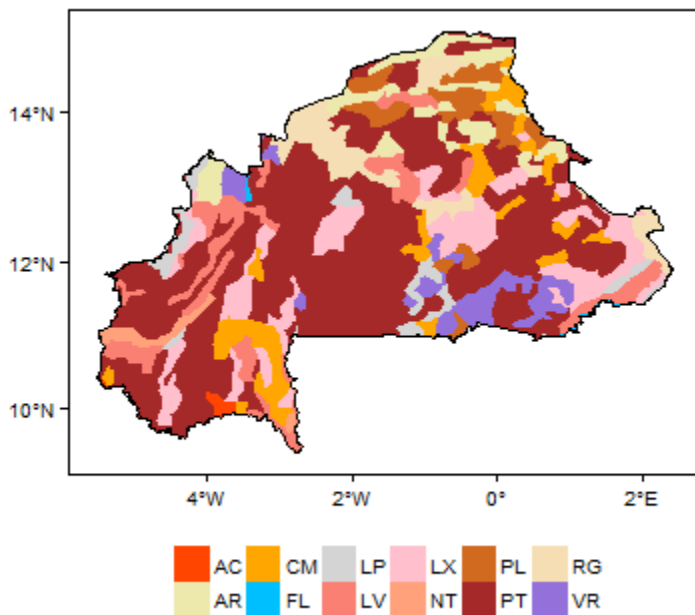 14°N
12°N
10°N
4°W 2°W 0° 2°E
AC CM LP LX PL RG
AR FL LV NT PT VR